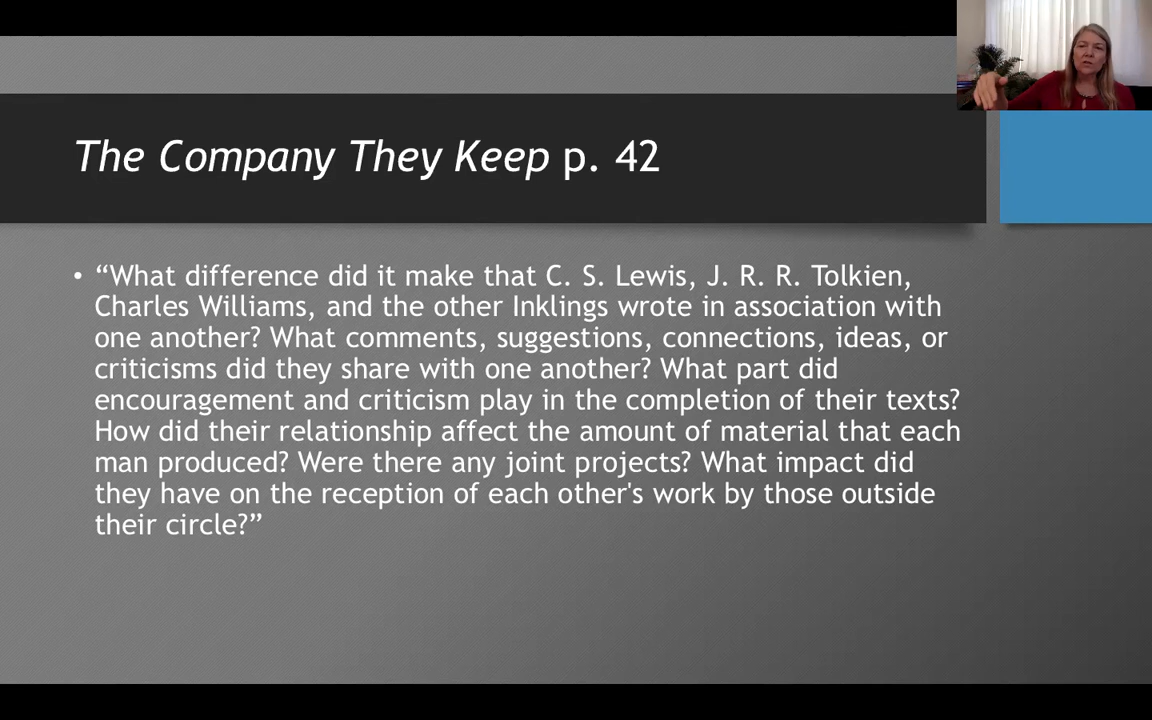 The Company They Keep p. 42
• “What difference did it make that C. S. Lewis, J. R. R. Tolkien,
Charles Williams, and the other Inklings wrote in association with
one another? What comments, suggestions, connections, ideas, or
criticisms did they share with one another? What part did
encouragement and criticism play in the completion of their texts?
How did their relationship affect the amount of material that each
man produced? Were there any joint projects? What impact did
they have on the reception of each other's work by those outside
their circle?”